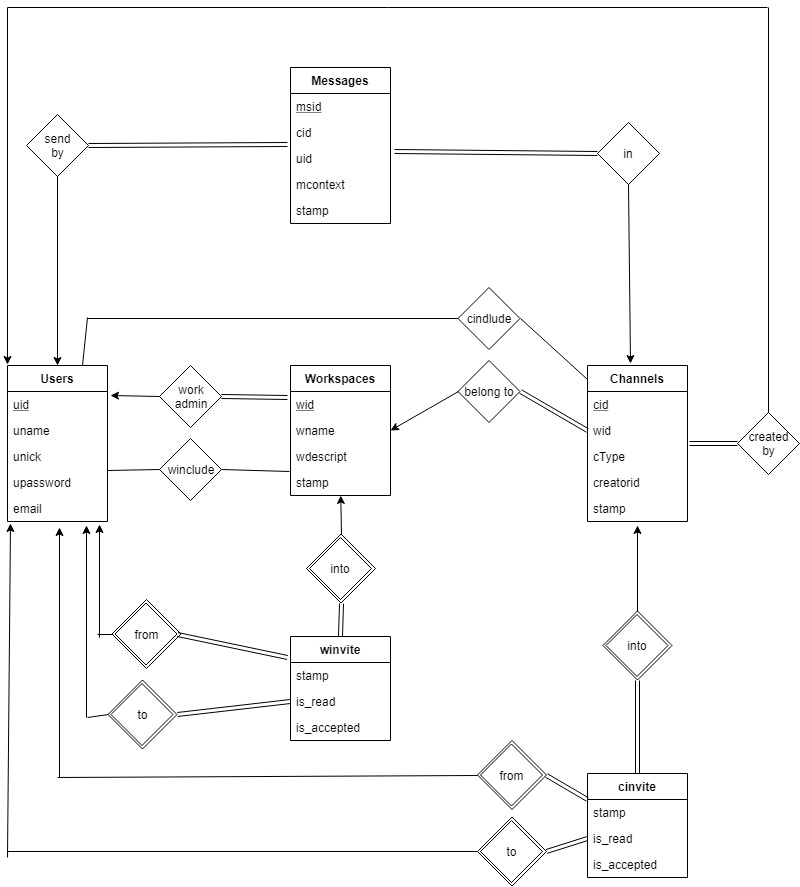 Messages
msid
cid
uid
mcontext
stamp
send
by
in
cindlude
Users
uid
uname
unick
upassword
email
work
admin
winclude
Workspaces
wid
wname
wdescript
stamp
belong to
Channels
cid
wid
cType
creatorid
stamp
created
by
into
from
to
winvite
stamp
is_read
is_accepted
into
from
to
cinvite
stamp
is_read
is_accepted